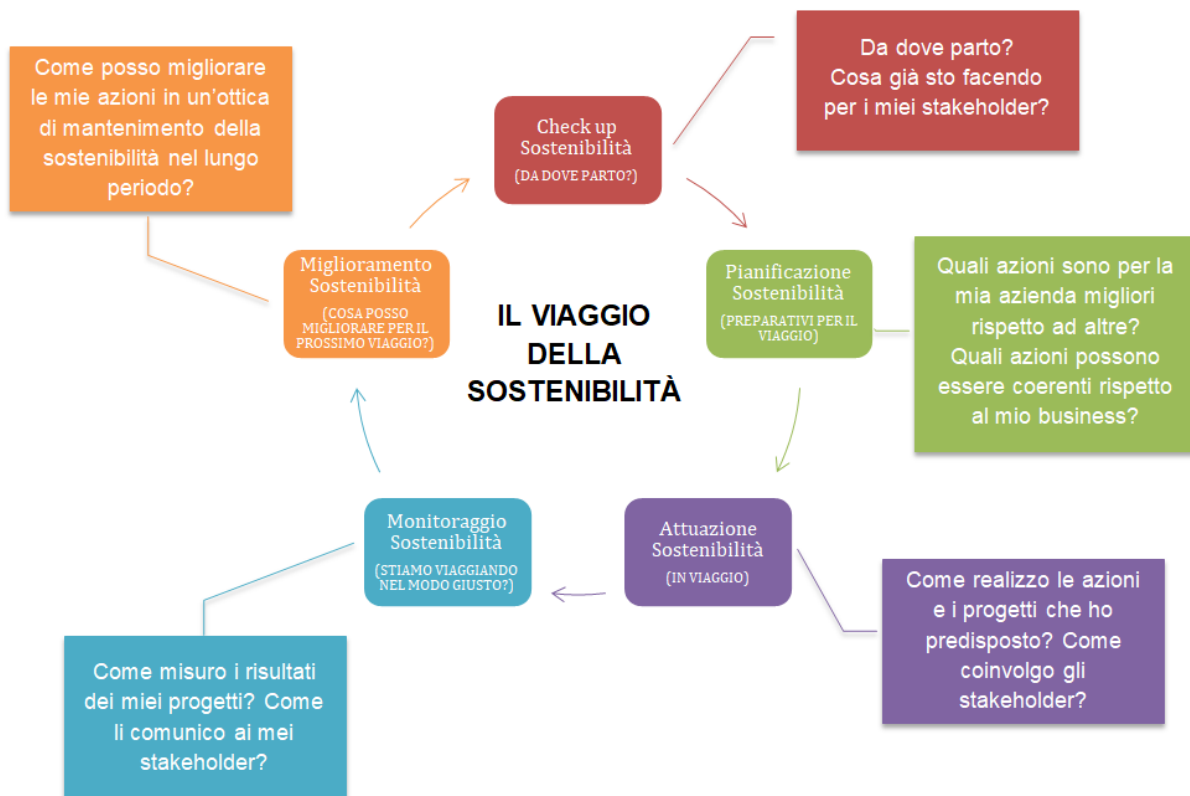 Come posso migliorare
le mie azioni in un'ottica
di mantenimento della
sostenibilità nel lungo
periodo?
Da dove parto?
Cosa già sto facendo
per i miei stakeholder?
Check up
Sostenibilità
(DA DOVE PARTO?)
Miglioramento
Sostenibilità
(COSA POSSO
MIGLIORARE PER IL
PROSSIMO VIAGGIO?)
IL VIAGGIO
DELLA
SOSTENIBILITÀ
Pianificazione
Sostenibilità
(PREPARATIVI PER IL
VIAGGIO)
Quali azioni sono per la
mia azienda migliori
rispetto ad altre?
Quali azioni possono
essere coerenti rispetto
al mio business?
Monitoraggio
Sostenibilità
(STIAMO VIAGGIANDO
NEL MODO GIUSTO?)
Attuazione
Sostenibilità
(IN VIAGGIO)
Come realizzo le azioni
e i progetti che ho
predisposto? Come
coinvolgo gli
stakeholder?
Come misuro i risultati
dei miei progetti? Come
li comunico ai mei
stakeholder?